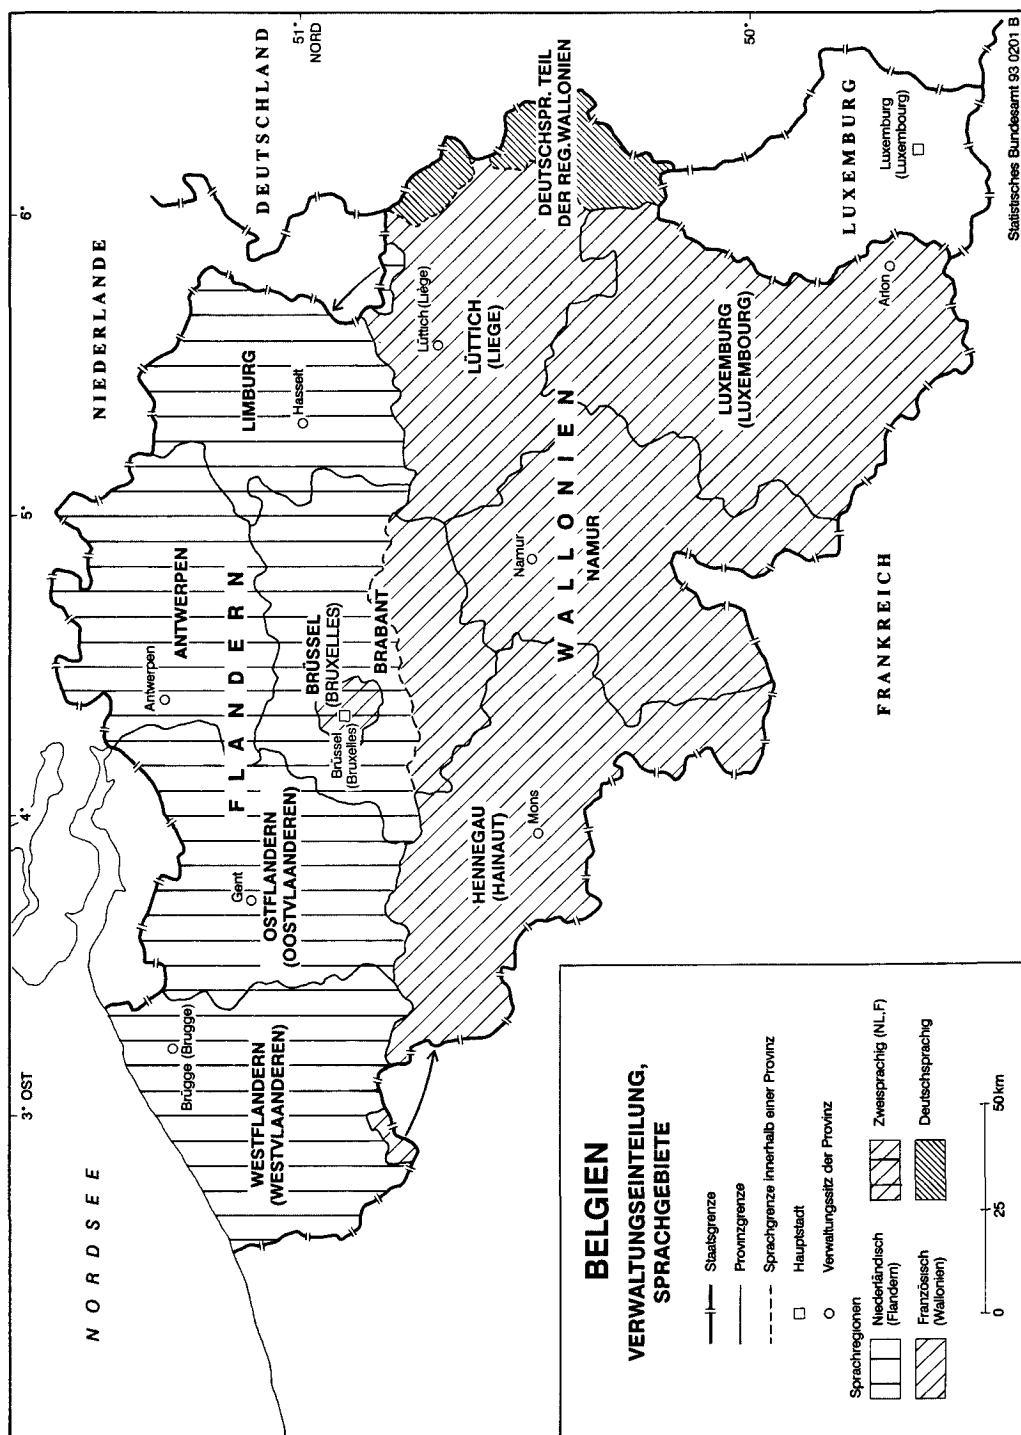 BELGIEN
VERWALTUNGSEINTEILUNG,
SPRACHGEBIETE
Staatsgrenze
Provinzgrenze
Sprachgrenze innerhalb einer Provinz
Hauptstadt
Verwaltungssitz der Provinz
Sprachregionen
Niederländisch
(Flandern)
Zweisprachig (NL,F)
Französisch
(Wallonien)
Deutschsprachig
0
25
50 km
3° OST
4°
5°
6°
51°
NORD
50°
NORDSEE
NIEDERLANDE
DEUTSCHLAND
LUXEMBURG
FRANKREICH
FLANDERN
WALLONIEN
WESTFLANDERN
(WESTVLAANDEREN)
Brügge (Brugge)
OSTFLANDERN
(OOSTVLAANDEREN)
Gent
ANTWERPEN
Antwerpen
LIMBURG
Hasselt
BRÜSSEL
(BRUXELLES)
Brüssel
(Bruxelles)
BRABANT
HENNEGAU
(HAINAUT)
Mons
NAMUR
Namur
LÜTTICH
(LIEGE)
Lüttich (Liège)
LUXEMBURG
(LUXEMBOURG)
Arlon
DEUTSCHSPR. TEIL
DER REG. WALLONIEN
Luxemburg
(Luxembourg)
Statistisches Bundesamt 93 0201 B